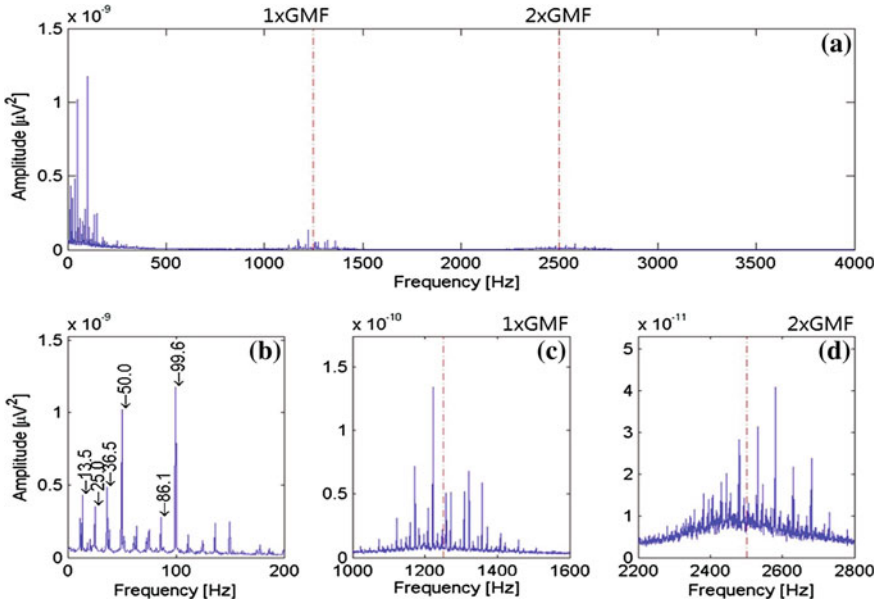 x 10⁻⁹ 1xGMF 2xGMF
1.5
(a)
1
0.5
0
Amplitude [µV²]
0 500 1000 1500 2000 2500 3000 3500 4000
Frequency [Hz]
x 10⁻⁹
1.5
(b)
1
0.5
0
Amplitude [µV²]
←13.5
←25.0
←36.5
←50.0
←86.1
←99.6
0 100 200
Frequency [Hz]
x 10⁻¹⁰ 1xGMF
(c)
1.5
1
0.5
0
1000 1200 1400 1600
Frequency [Hz]
x 10⁻¹¹ 2xGMF
(d)
5
4
3
2
1
0
2200 2400 2600 2800
Frequency [Hz]